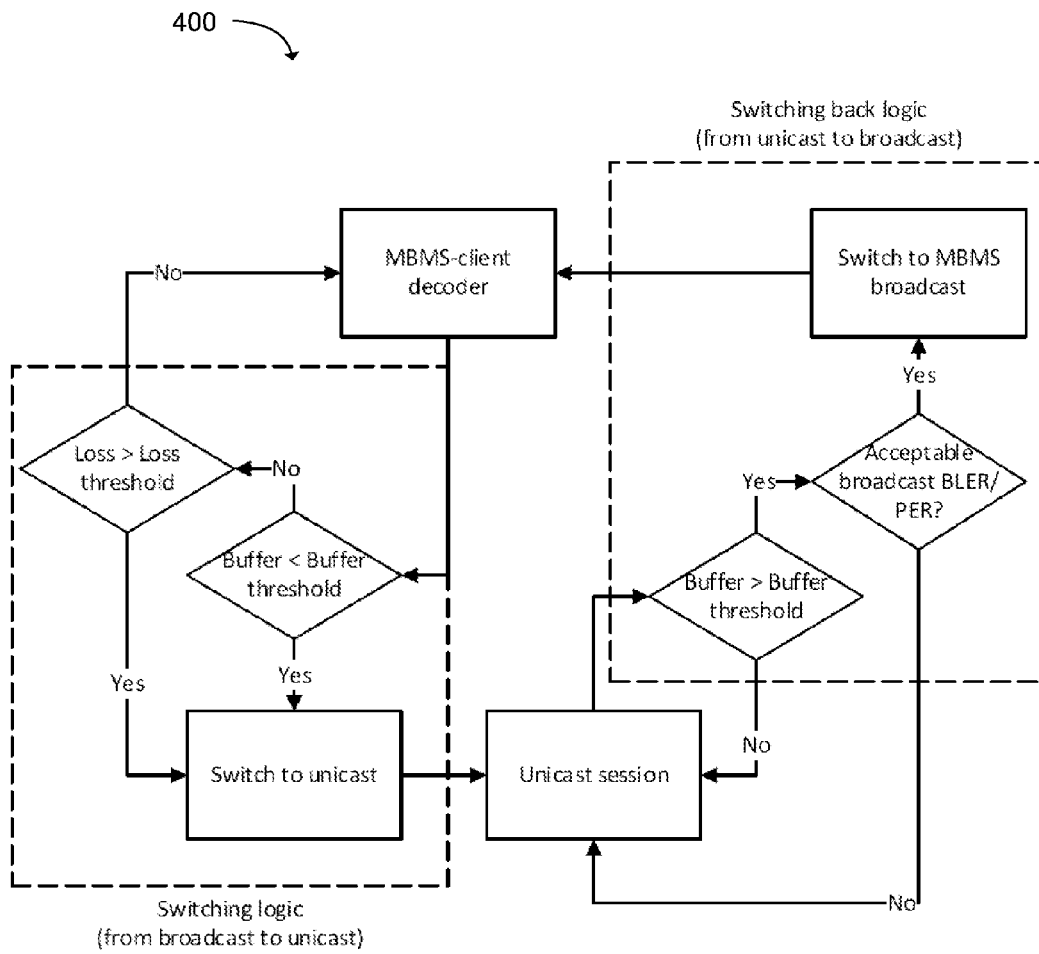 400
Switching back logic
(from unicast to broadcast)
MBMS-client
decoder
Switch to MBMS
broadcast
No
Yes
Loss > Loss
threshold
No
Acceptable
broadcast BLER/
PER?
Yes
Buffer < Buffer
threshold
Buffer > Buffer
threshold
Yes
Yes
No
Switch to unicast
Unicast session
No
Switching logic
(from broadcast to unicast)